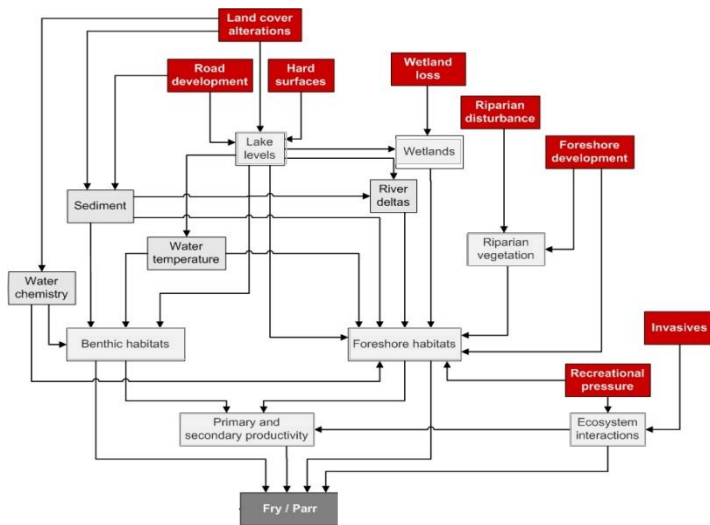 Land cover
alterations
Road
development
Hard
surfaces
Wetland
loss
Riparian
disturbance
Foreshore
development
Lake
levels
Wetlands
Sediment
River
deltas
Water
temperature
Riparian
vegetation
Water
chemistry
Benthic habitats
Foreshore habitats
Invasives
Recreational
pressure
Primary and
secondary productivity
Ecosystem
interactions
Fry / Parr